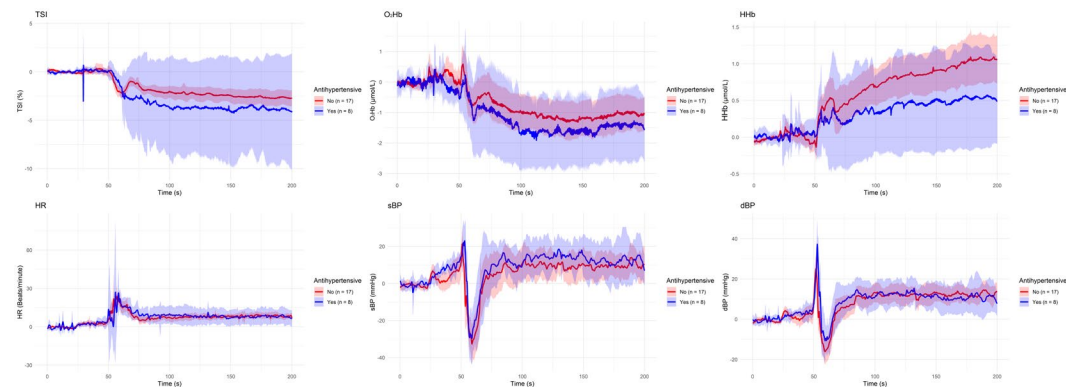 TSI
5
0
-5
-10
TSI (%)
0
50
100
150
200
Time (s)
Antihypertensive
No (n = 17)
Yes (n = 8)
O₂Hb
1
0
-1
-2
-3
O₂Hb (μmol/L)
0
50
100
150
200
Time (s)
Antihypertensive
No (n = 17)
Yes (n = 8)
HHb
1.5
1.0
0.5
0.0
-0.5
HHb (μmol/L)
0
50
100
150
200
Time (s)
Antihypertensive
No (n = 17)
Yes (n = 8)
HR
60
30
0
-30
HR (Beats/mute)
0
50
100
150
200
Time (s)
Antihypertensive
No (n = 17)
Yes (n = 8)
sBP
40
20
0
-20
-40
sBP (mmHg)
0
50
100
150
200
Time (s)
Antihypertensive
No (n = 17)
Yes (n = 8)
dBP
40
20
0
-20
dBP (mmHg)
0
50
100
150
200
Time (s)
Antihypertensive
No (n = 17)
Yes (n = 8)